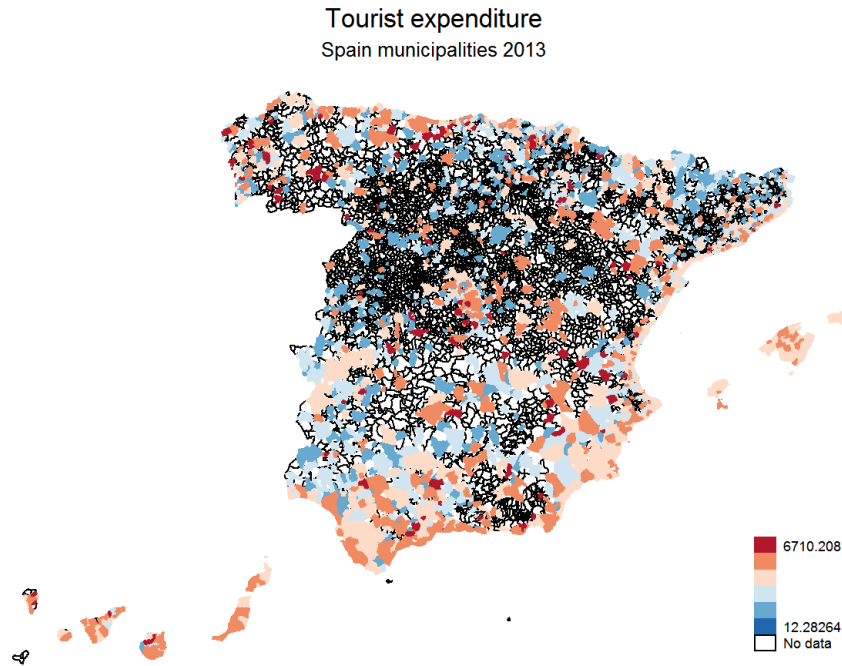 Tourist expenditure
Spain municipalities 2013
6710.208
12.28264
No data